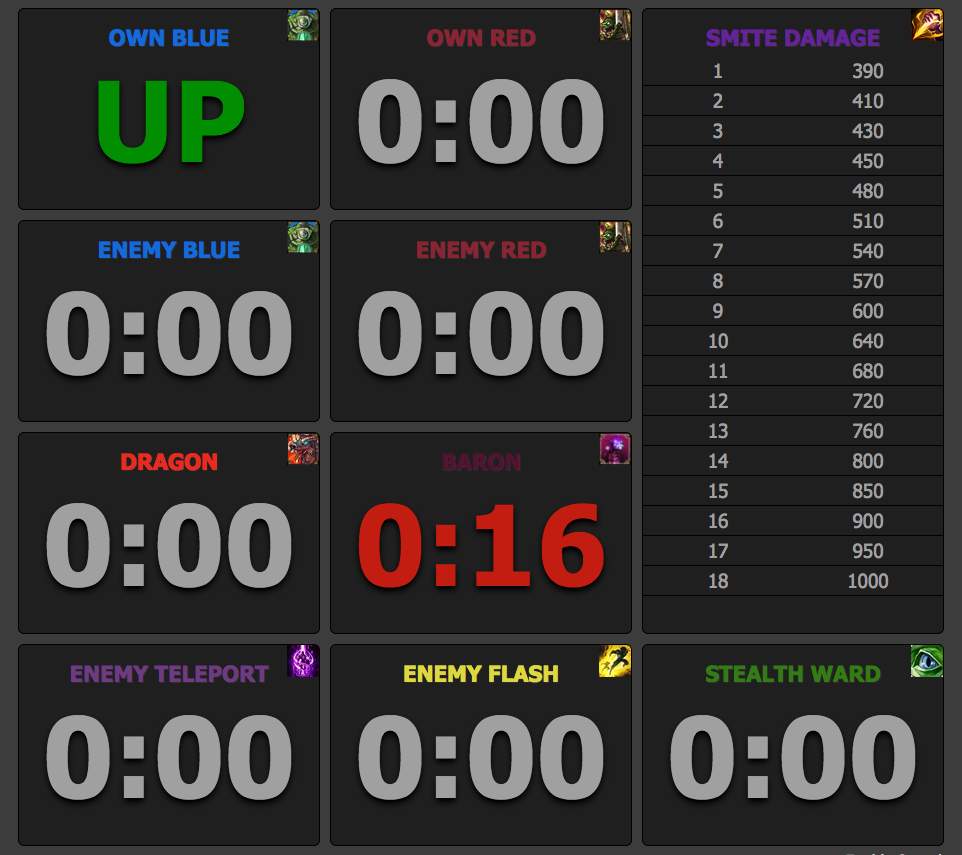 OWN BLUE
UP
OWN RED
0:00
SMITE DAMAGE
1 390
2 410
3 430
4 450
5 480
6 510
7 540
8 570
9 600
10 640
11 680
12 720
13 760
14 800
15 850
16 900
17 950
18 1000
ENEMY BLUE
0:00
ENEMY RED
0:00
DRAGON
0:00
BARON
0:16
ENEMY TELEPORT
0:00
ENEMY FLASH
0:00
STEALTH WARD
0:00